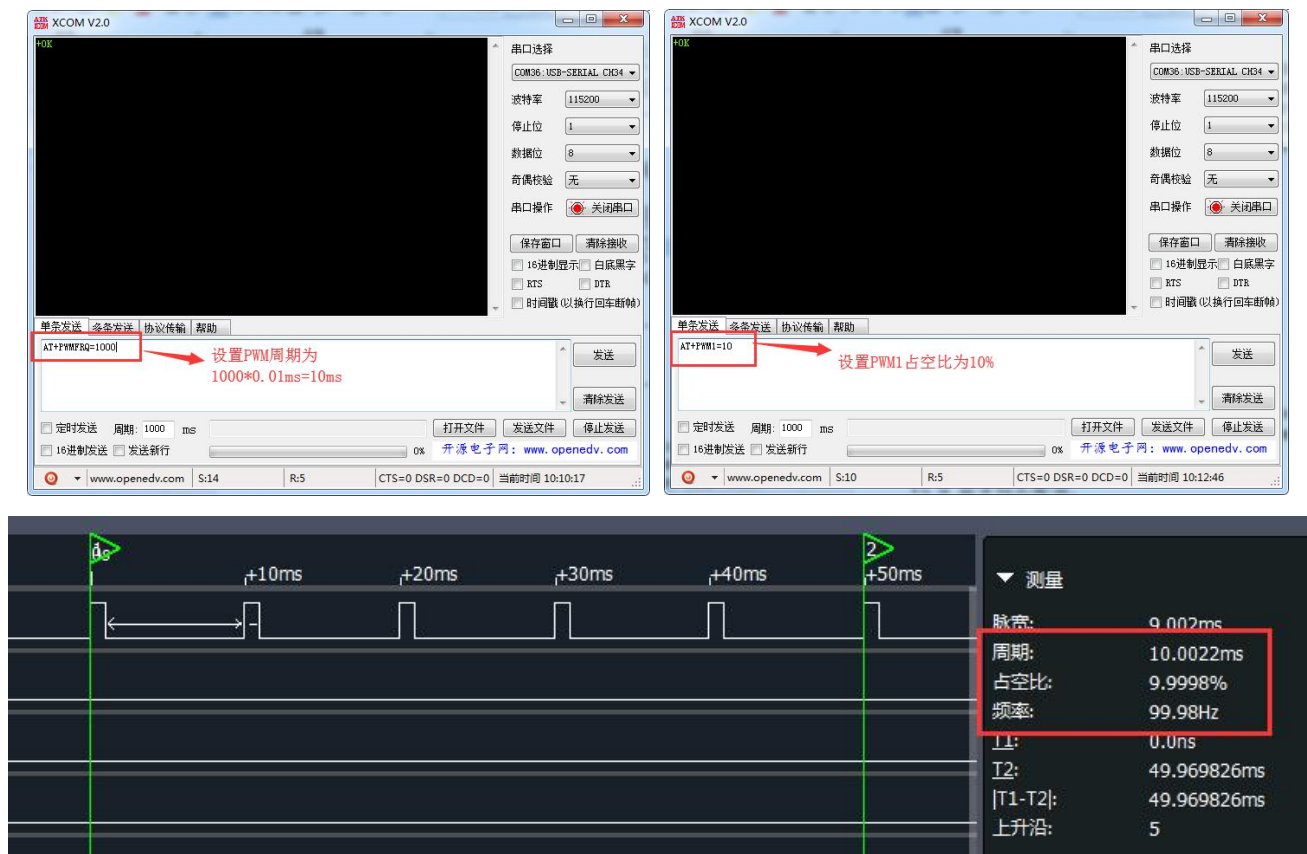 XCOM V2.0
+OK
串口选择
COM36:USB-SERIAL CH34
波特率 115200
停止位 1
数据位 8
奇偶校验 无
串口操作 关闭串口
保存窗口 清除接收
16进制显示 白底黑字
RTS DTR
时间戳(以换行回车断帧)
单条发送 多条发送 协议传输 帮助
AT+PWMFRQ=1000
设置PWM周期为
1000*0.01ms=10ms
发送
清除发送
定时发送 周期: 1000 ms 打开文件 发送文件 停止发送
16进制发送 发送新行 0% 开源电子网: www.openedv.com
www.openedv.com S:14 R:5 CTS=0 DSR=0 DCD=0 当前时间 10:10:17
XCOM V2.0
+OK
串口选择
COM36:USB-SERIAL CH34
波特率 115200
停止位 1
数据位 8
奇偶校验 无
串口操作 关闭串口
保存窗口 清除接收
16进制显示 白底黑字
RTS DTR
时间戳(以换行回车断帧)
单条发送 多条发送 协议传输 帮助
AT+PWM1=10
设置PWM1占空比为10%
发送
清除发送
定时发送 周期: 1000 ms 打开文件 发送文件 停止发送
16进制发送 发送新行 0% 开源电子网: www.openedv.com
www.openedv.com S:10 R:5 CTS=0 DSR=0 DCD=0 当前时间 10:12:46
2
+10ms +20ms +30ms +40ms +50ms
测量
脉宽: 9.002ms
周期: 10.0022ms
占空比: 9.9998%
频率: 99.98Hz
T1: 0.0ns
T2: 49.969826ms
|T1-T2|: 49.969826ms
上升沿: 5